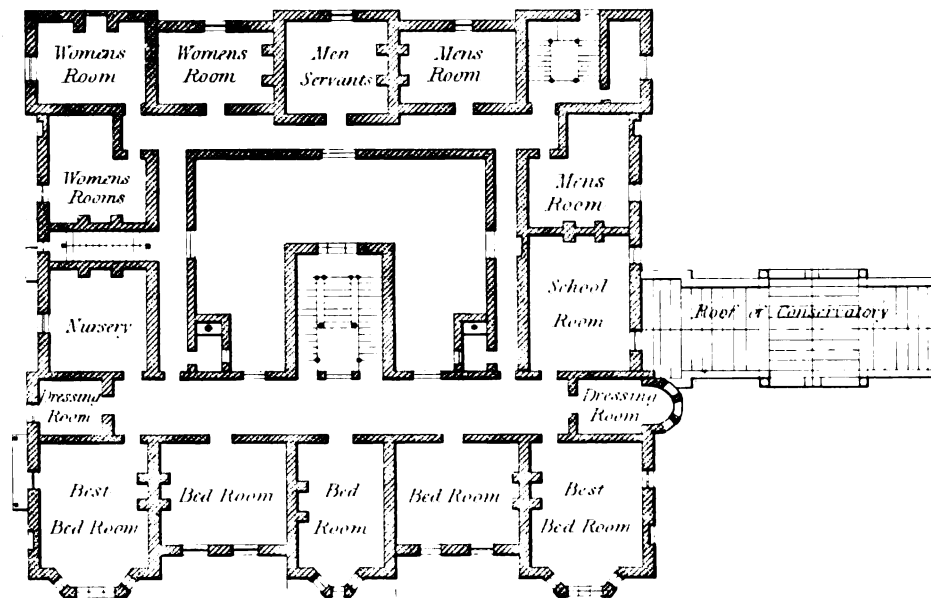 Womens
Room
Womens
Room
Men
Servants
Mens
Room
Womens
Rooms
Mens
Room
Nursery
School
Room
Roof of Conservatory
Dressing
Room
Dressing
Room
Best
Bed Room
Bed Room
Bed
Room
Bed Room
Best
Bed Room